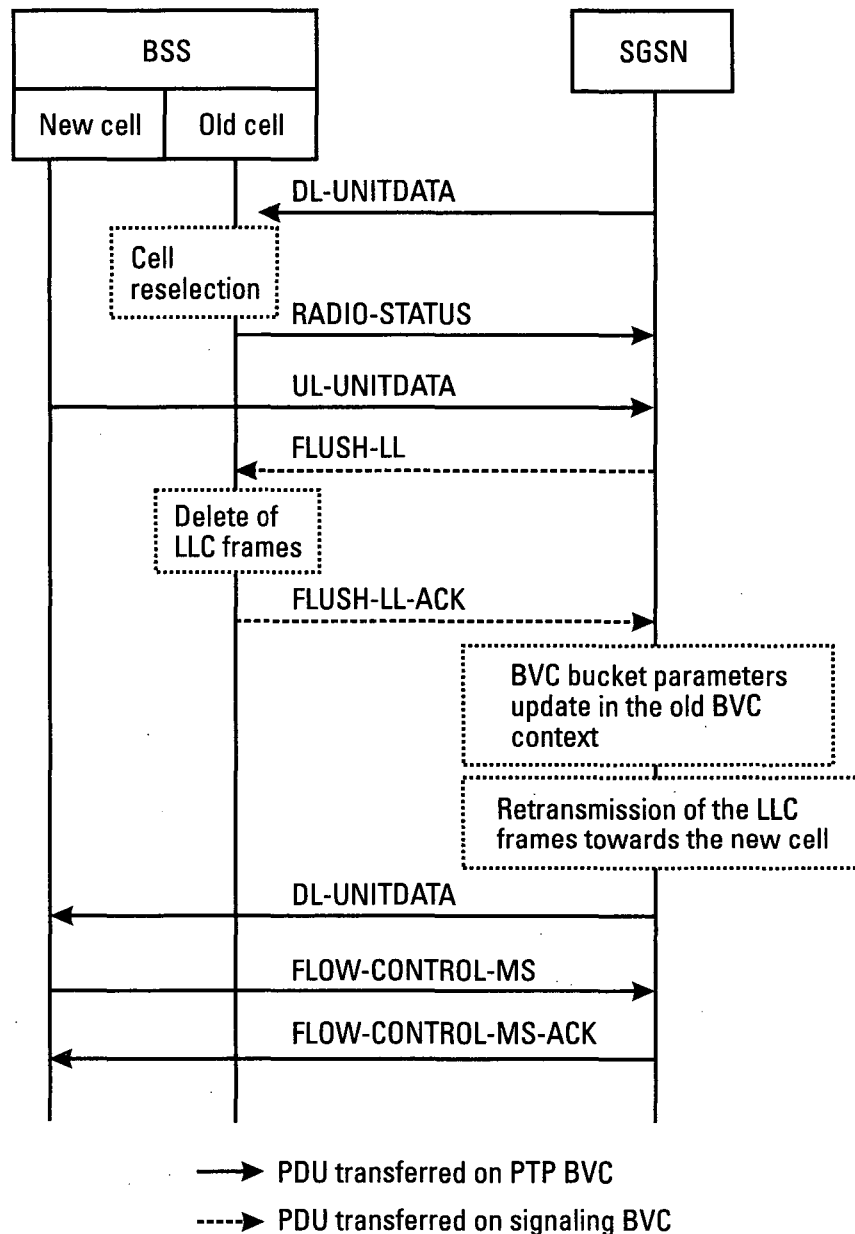 BSS
SGSN
New cell
Old cell
DL-UNITDATA
Cell
reselection
RADIO-STATUS
UL-UNITDATA
FLUSH-LL
Delete of
LLC frames
FLUSH-LL-ACK
BVC bucket parameters
update in the old BVC
context
Retransmission of the LLC
frames towards the new cell
DL-UNITDATA
FLOW-CONTROL-MS
FLOW-CONTROL-MS-ACK
PDU transferred on PTP BVC
PDU transferred on signaling BVC